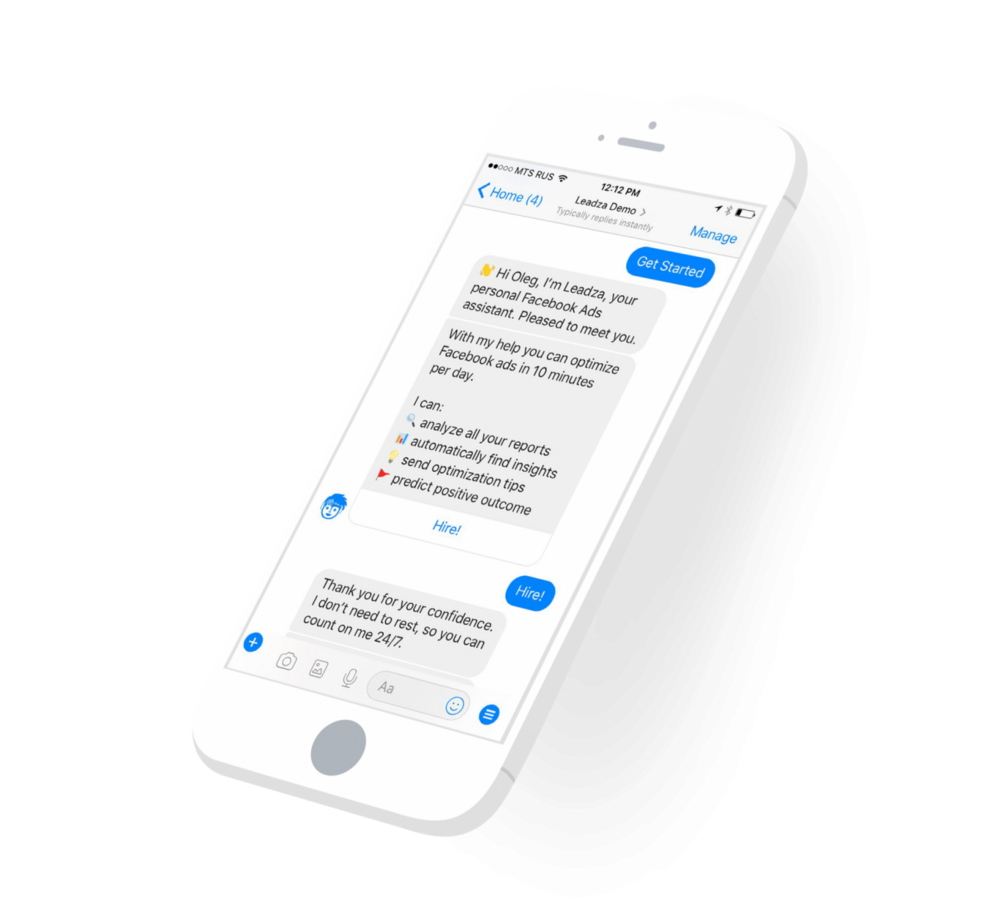 MTS RUS 12:12 PM
Home (4) Leadza Demo Manage
Typically replies instantly
Get Started
👋 Hi Oleg, I'm Leadza, your
personal Facebook Ads
assistant. Pleased to meet you.
With my help you can optimize
Facebook ads in 10 minutes
per day.
I can:
🔍 analyze all your reports
📊 automatically find insights
💡 send optimization tips
🚩 predict positive outcome
Hire!
Hire!
Thank you for your confidence.
I don't need to rest, so you can
count on me 24/7.
Aa